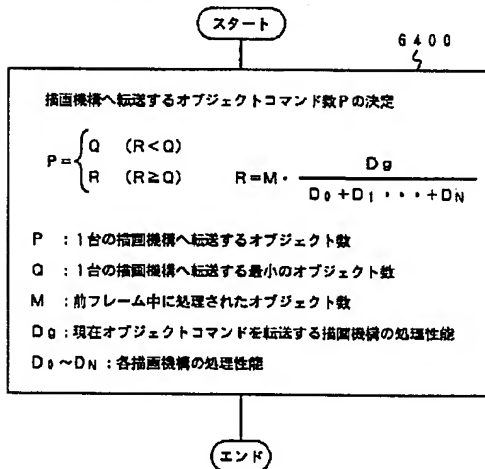 スタート
6400
描画機構へ転送するオブジェクトコマンド数Pの決定
P={ Q (R<Q)
R (R≧Q)
R=M・ Dg / D0+D1・・・+DN
P：1台の描画機構へ転送するオブジェクト数
Q：1台の描画機構へ転送する最小のオブジェクト数
M：前フレーム中に処理されたオブジェクト数
Dg：現在オブジェクトコマンドを転送する描画機構の処理性能
D0～DN：各描画機構の処理性能
エンド